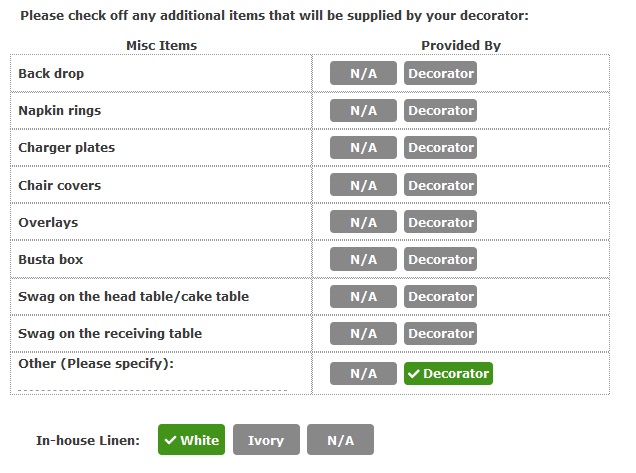 Please check off any additional items that will be supplied by your decorator:
Misc Items Provided By
Back drop N/A Decorator
Napkin rings N/A Decorator
Charger plates N/A Decorator
Chair covers N/A Decorator
Overlays N/A Decorator
Busta box N/A Decorator
Swag on the head table/cake table N/A Decorator
Swag on the receiving table N/A Decorator
Other (Please specify): N/A ✓ Decorator
In-house Linen: ✓ White Ivory N/A